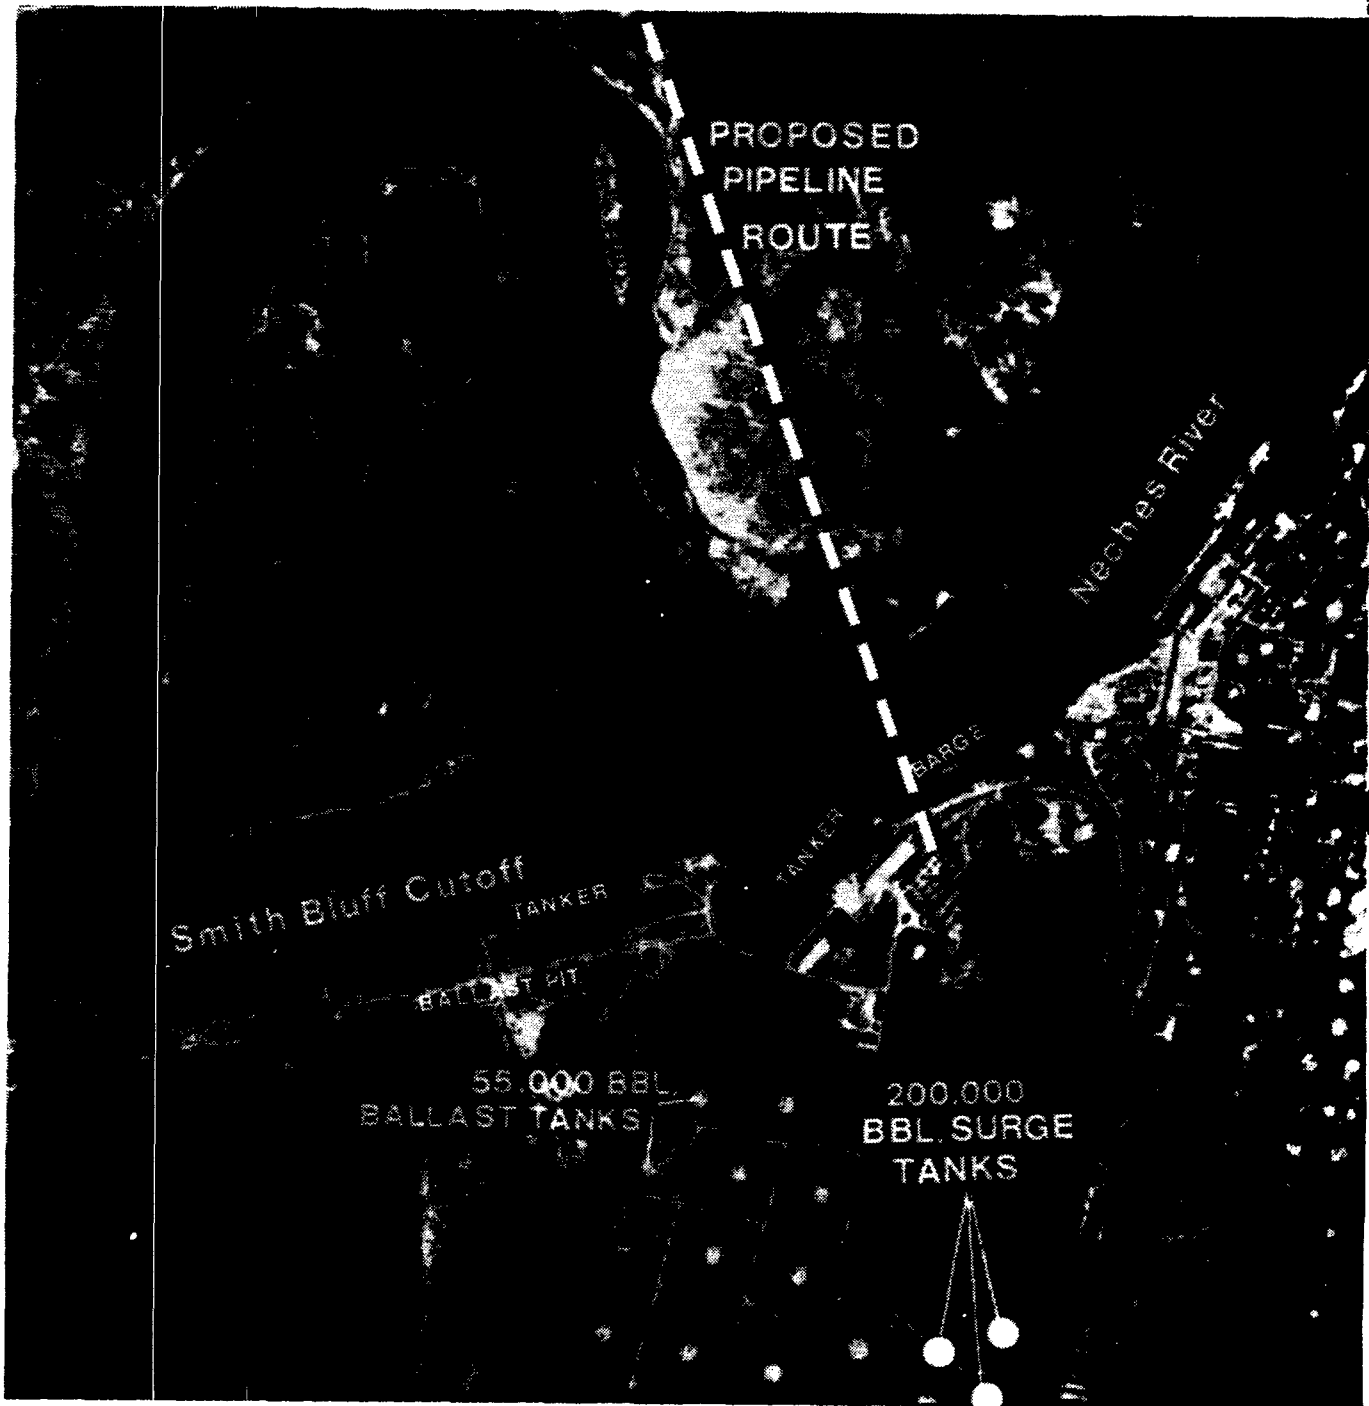 PROPOSED
PIPELINE
ROUTE
Neches River
BARGE
TANKER
Smith Bluff Cutoff
TANKER
BALLAST PIT
55.000 BBL.
BALLAST TANKS
200.000
BBL. SURGE
TANKS